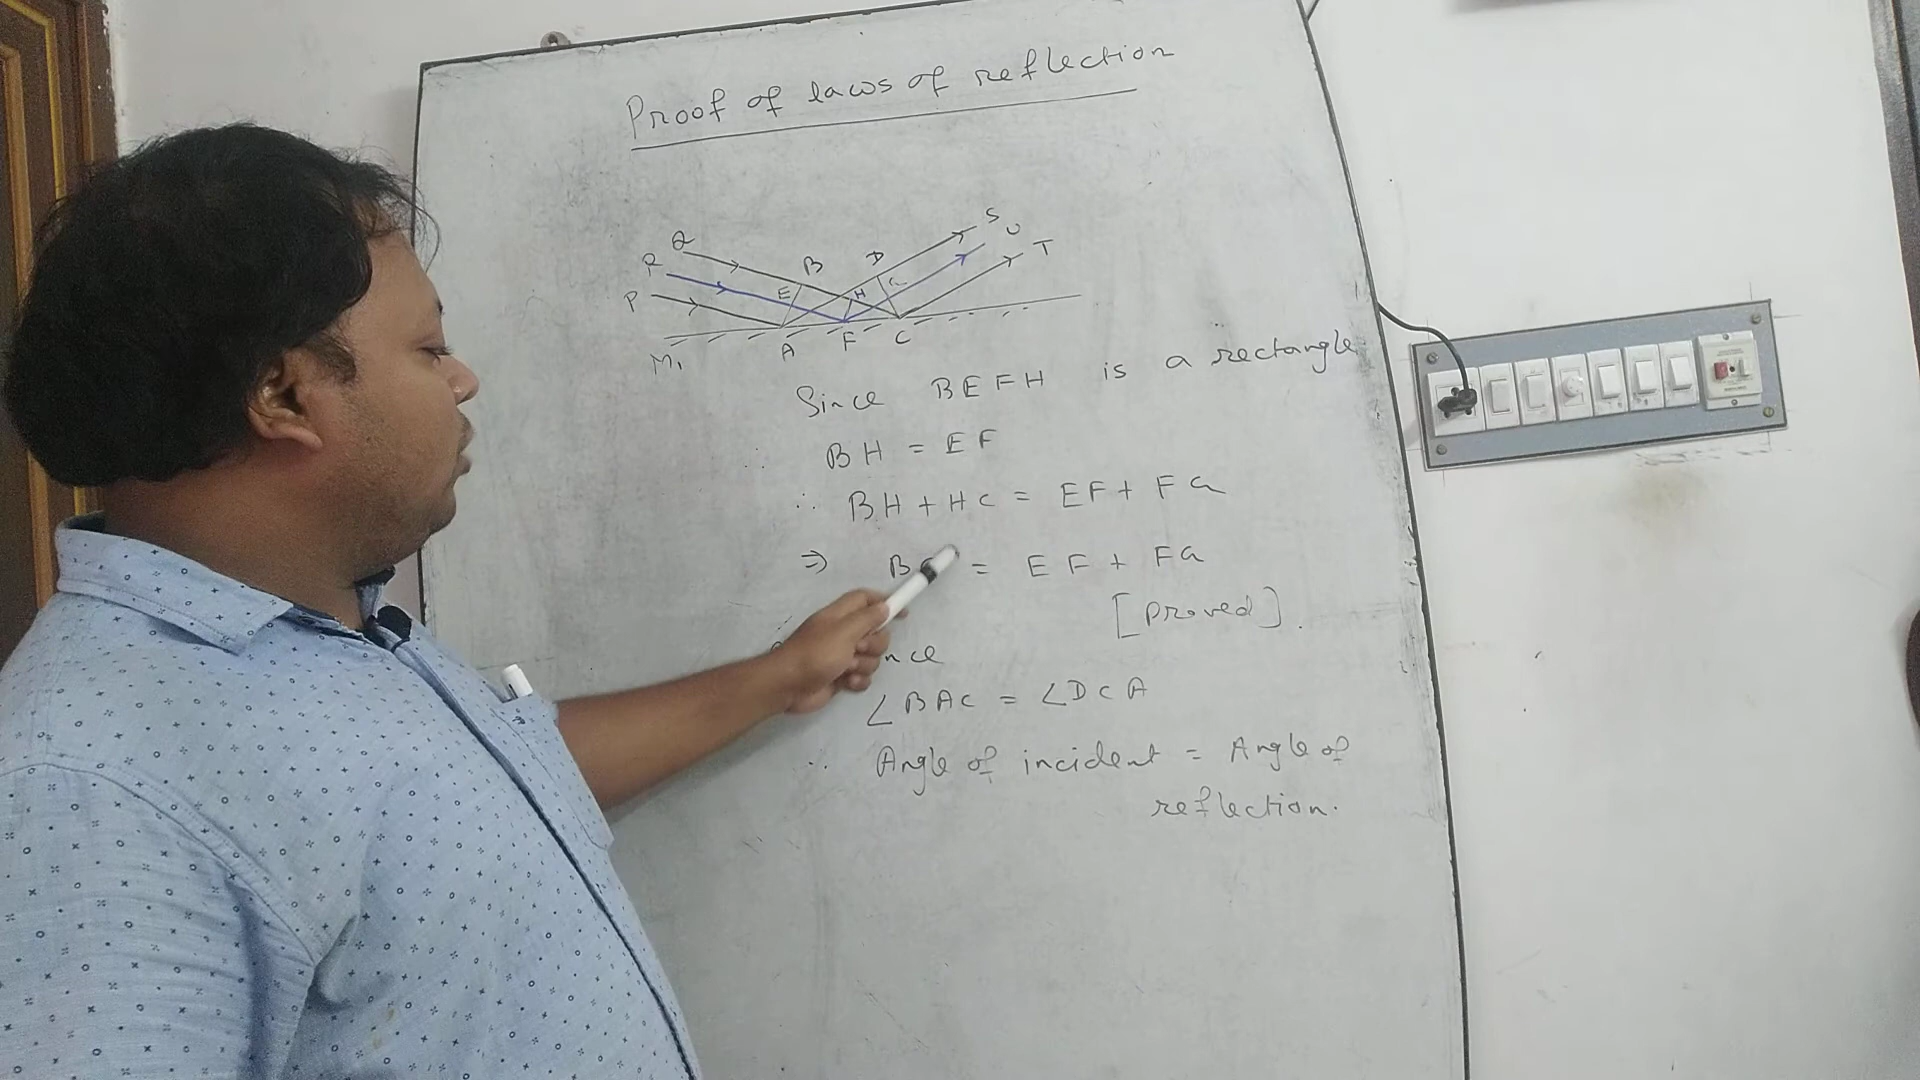 Proof of laws of reflection
Q B D S U
R E H G T
P
M₁ A F C
Since BEFH is a rectangle
∴ BH = EF
∴ BH + HC = EF + FG
⇒ = EF + FG
[Proved].
∠BAC = ∠DCA
∴ Angle of incident = Angle of
reflection.